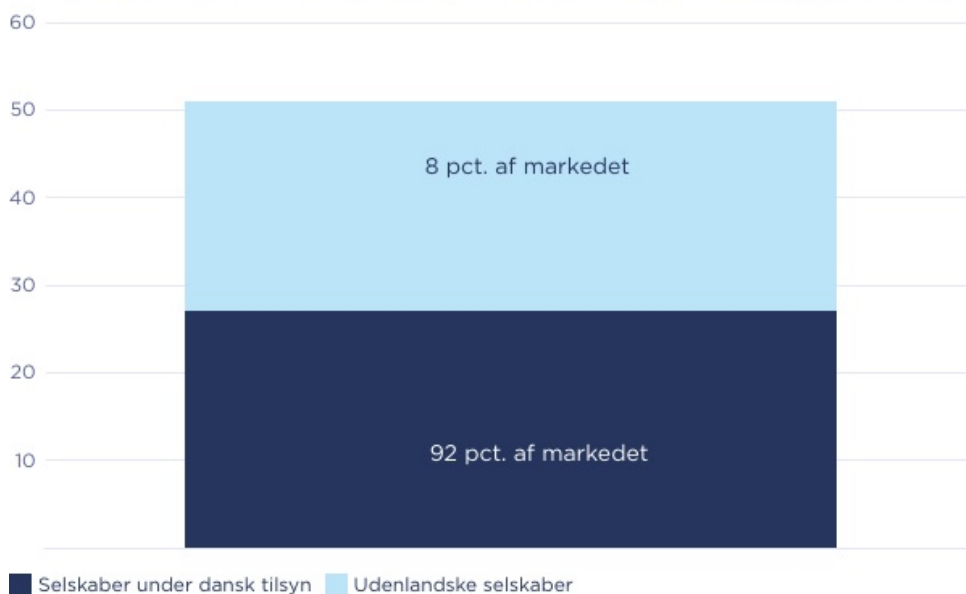 60
50
8 pct. af markedet
40
30
20
92 pct. af markedet
10
Selskaber under dansk tilsyn Udenlandske selskaber